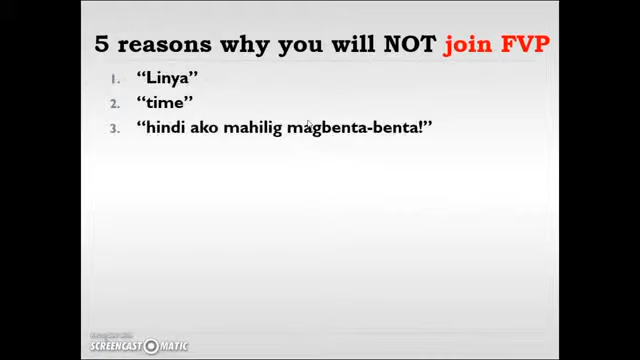 5 reasons why you will NOT join FVP
1. “Linya”
2. “time”
3. “hindi ako mahilig magbenta-benta!”
SCREENCAST MATIC